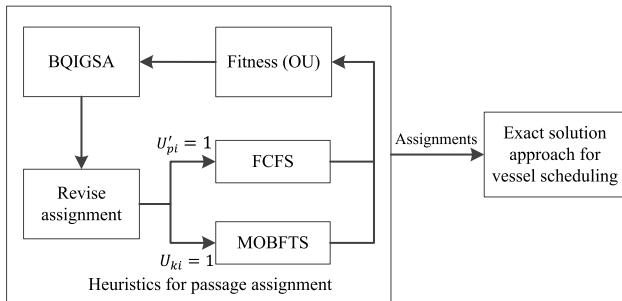 BQIGSA
Fitness (OU)
Revise
assignment
U'ₚᵢ = 1
FCFS
Uₖᵢ = 1
MOBFTS
Heuristics for passage assignment
Assignments
Exact solution
approach for
vessel scheduling